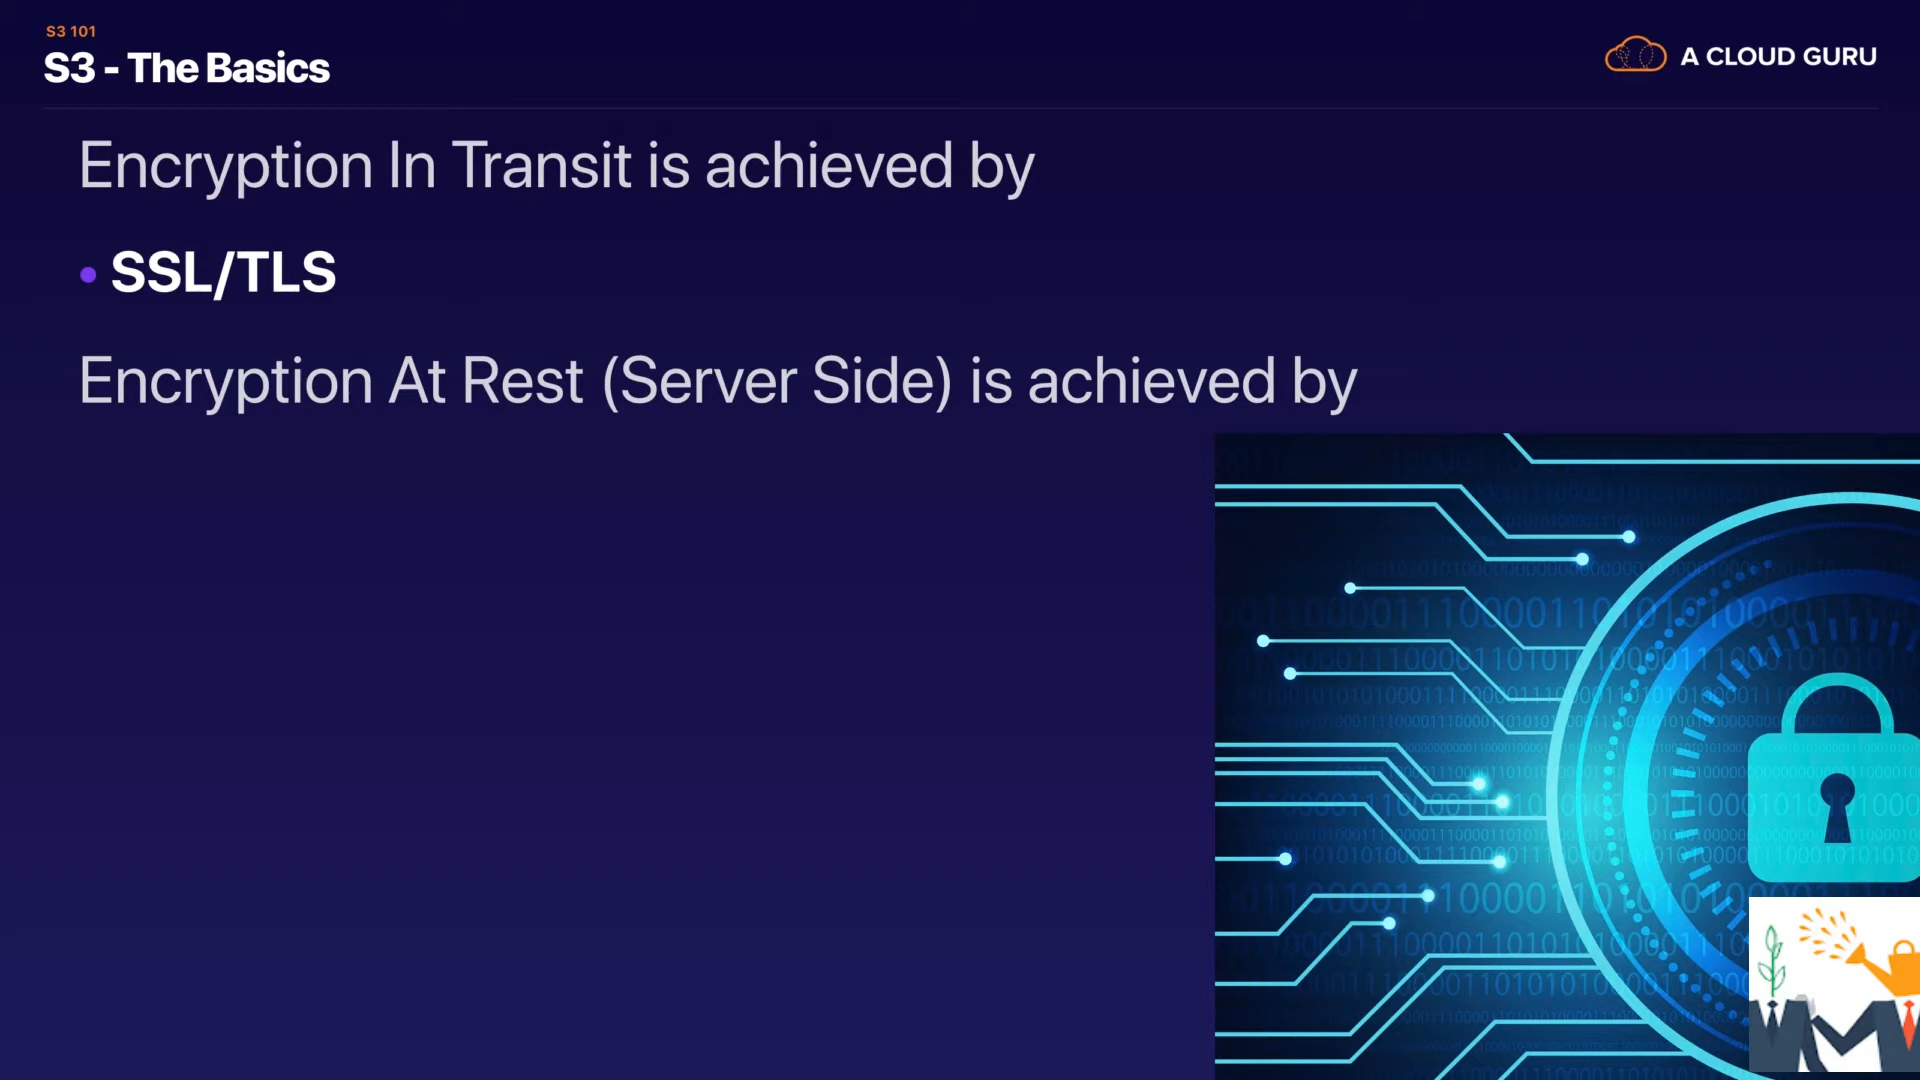 S3 101
S3 - The Basics
A CLOUD GURU
Encryption In Transit is achieved by
• SSL/TLS
Encryption At Rest (Server Side) is achieved by